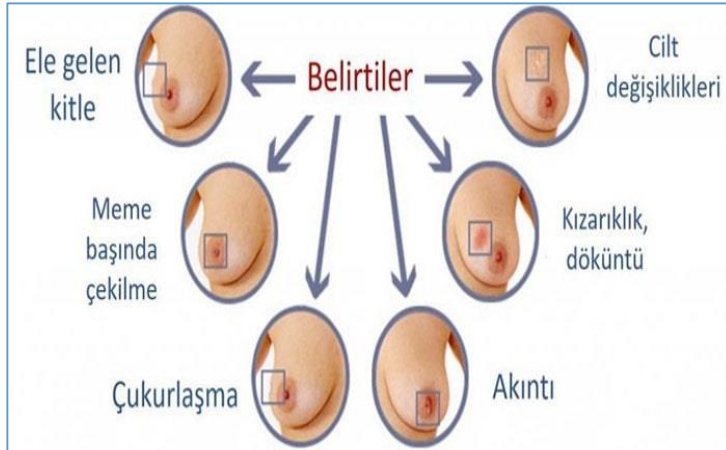 Belirtiler
Ele gelen
kitle
Cilt
değişiklikleri
Meme
başında
çekilme
Kızarıklık,
döküntü
Çukurlaşma
Akıntı